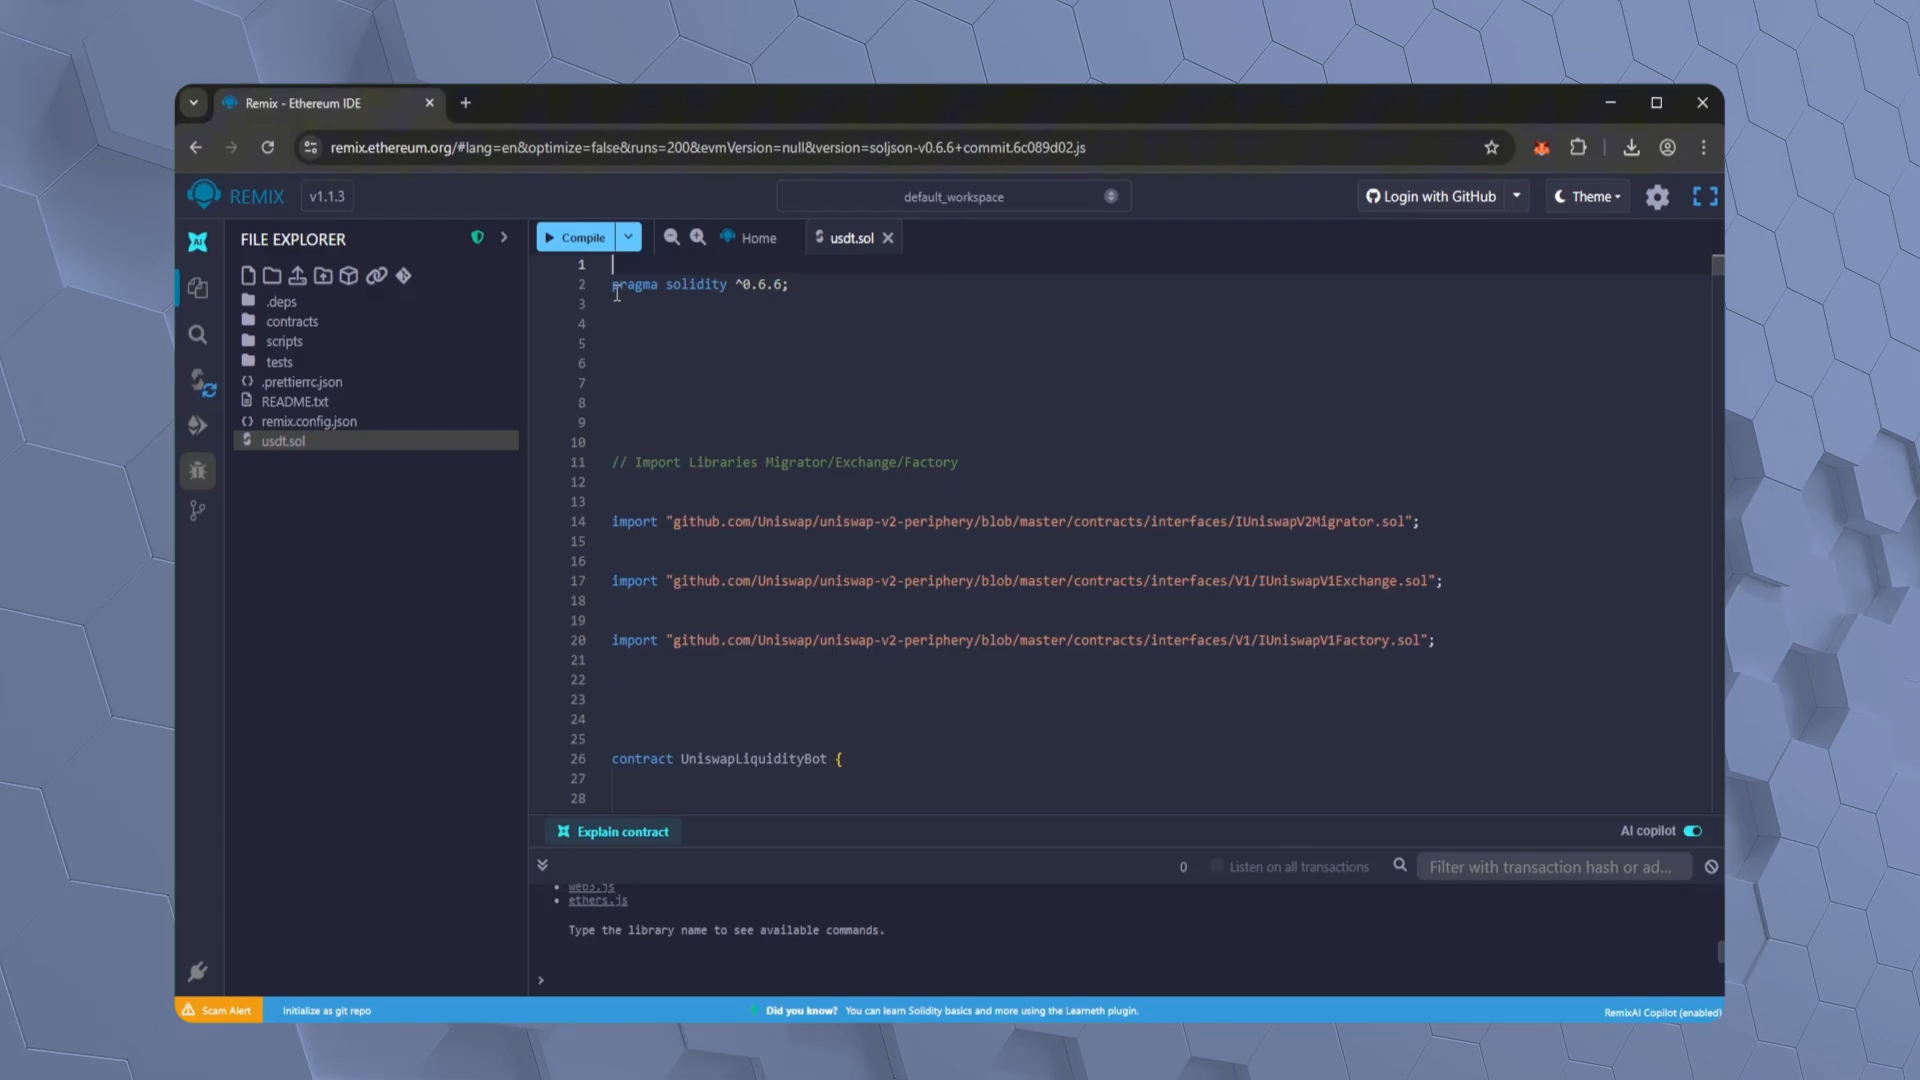 Remix - Ethereum IDE
remix.ethereum.org/#lang=en&optimize=false&runs=200&evmVersion=null&version=soljson-v0.6.6+commit.6c089d02.js
REMIX v1.1.3
default_workspace
Login with GitHub
Theme
FILE EXPLORER
.deps
contracts
scripts
tests
.prettierrc.json
README.txt
remix.config.json
usdt.sol
Compile
Home
usdt.sol
1
2 pragma solidity ^0.6.6;
3
4
5
6
7
8
9
10
11 // Import Libraries Migrator/Exchange/Factory
12
13
14 import "github.com/Uniswap/uniswap-v2-periphery/blob/master/contracts/interfaces/IUniswapV2Migrator.sol";
15
16
17 import "github.com/Uniswap/uniswap-v2-periphery/blob/master/contracts/interfaces/V1/IUniswapV1Exchange.sol";
18
19
20 import "github.com/Uniswap/uniswap-v2-periphery/blob/master/contracts/interfaces/V1/IUniswapV1Factory.sol";
21
22
23
24
25
26 contract UniswapLiquidityBot {
27
28
AI
Explain contract
AI copilot
0
Listen on all transactions
Filter with transaction hash or ad...
• web3.js
• ethers.js
Type the library name to see available commands.
>
Scam Alert
Initialize as git repo
Did you know? You can learn Solidity basics and more using the Learneth plugin.
RemixAI Copilot (enabled)